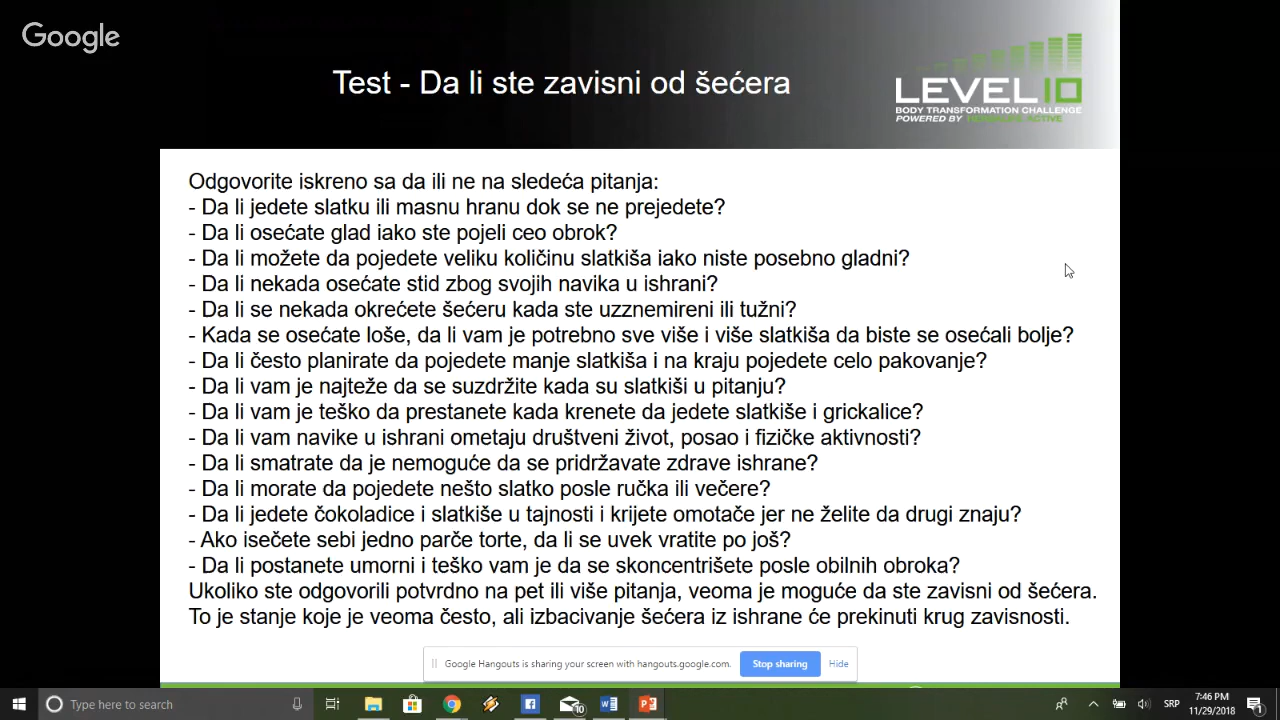 Google
Test - Da li ste zavisni od šećera
LEVEL10
BODY TRANSFORMATION CHALLENGE
POWERED BY HERBALIFE ACTIVE
Odgovorite iskreno sa da ili ne na sledeća pitanja:
- Da li jedete slatku ili masnu hranu dok se ne prejedete?
- Da li osećate glad iako ste pojeli ceo obrok?
- Da li možete da pojedete veliku količinu slatkiša iako niste posebno gladni?
- Da li nekada osećate stid zbog svojih navika u ishrani?
- Da li se nekada okrećete šećeru kada ste uzznemireni ili tužni?
- Kada se osećate loše, da li vam je potrebno sve više i više slatkiša da biste se osećali bolje?
- Da li često planirate da pojedete manje slatkiša i na kraju pojedete celo pakovanje?
- Da li vam je najteže da se suzdržite kada su slatkiši u pitanju?
- Da li vam je teško da prestanete kada krenete da jedete slatkiše i grickalice?
- Da li vam navike u ishrani ometaju društveni život, posao i fizičke aktivnosti?
- Da li smatrate da je nemoguće da se pridržavate zdrave ishrane?
- Da li morate da pojedete nešto slatko posle ručka ili večere?
- Da li jedete čokoladice i slatkiše u tajnosti i krijete omotače jer ne želite da drugi znaju?
- Ako isečete sebi jedno parče torte, da li se uvek vratite po još?
- Da li postanete umorni i teško vam je da se skoncentrišete posle obilnih obroka?
Ukoliko ste odgovorili potvrdno na pet ili više pitanja, veoma je moguće da ste zavisni od šećera.
To je stanje koje je veoma često, ali izbacivanje šećera iz ishrane će prekinuti krug zavisnosti.
Google Hangouts is sharing your screen with hangouts.google.com. Stop sharing Hide
Type here to search
10
SRP
7:46 PM
11/29/2018
1